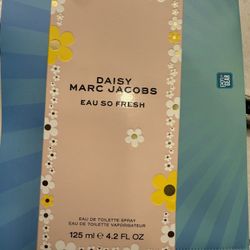 DAISY
MARC JACOBS
EAU SO FRESH
EAU DE TOILETTE SPRAY
EAU DE TOILETTE VAPORISATEUR
125 ml ℮ 4.2 FL OZ